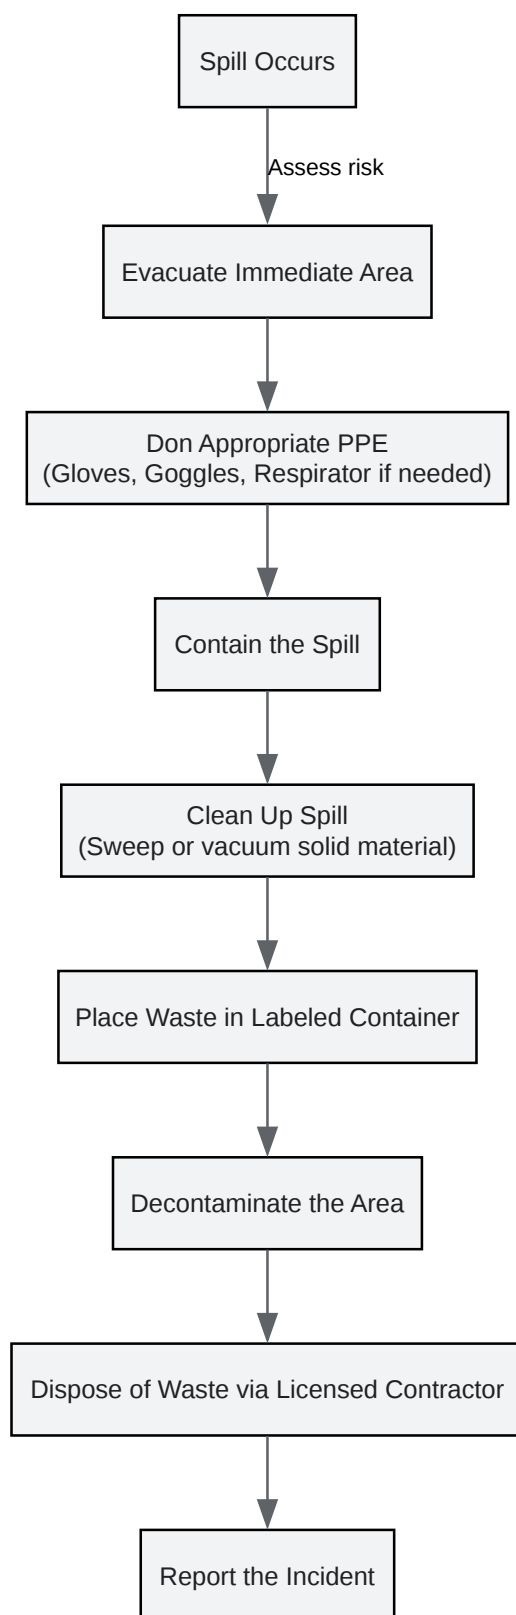 Spill Occurs
Assess risk
Evacuate Immediate Area
Don Appropriate PPE
(Gloves, Goggles, Respirator if needed)
Contain the Spill
Clean Up Spill
(Sweep or vacuum solid material)
Place Waste in Labeled Container
Decontaminate the Area
Dispose of Waste via Licensed Contractor
Report the Incident